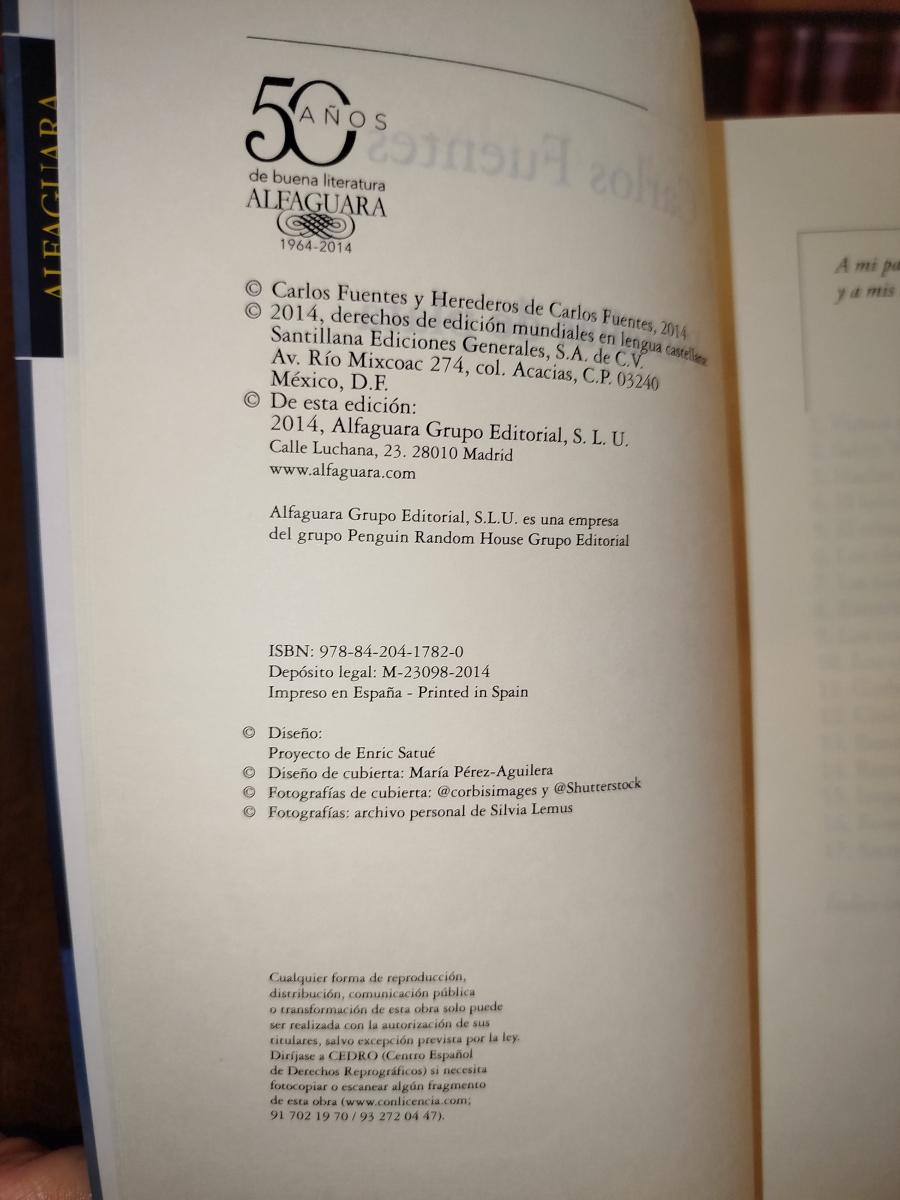 ALFAGUARA
50 AÑOS
de buena literatura
ALFAGUARA
1964-2014
Carlos Fuentes
© Carlos Fuentes y Herederos de Carlos Fuentes, 2014
© 2014, derechos de edición mundiales en lengua castellana
Santillana Ediciones Generales, S.A. de C.V.
Av. Río Mixcoac 274, col. Acacias, C.P. 03240
México, D.F.
© De esta edición:
2014, Alfaguara Grupo Editorial, S. L. U.
Calle Luchana, 23. 28010 Madrid
www.alfaguara.com
Alfaguara Grupo Editorial, S.L.U. es una empresa
del grupo Penguin Random House Grupo Editorial
ISBN: 978-84-204-1782-0
Depósito legal: M-23098-2014
Impreso en España - Printed in Spain
© Diseño:
Proyecto de Enric Satué
© Diseño de cubierta: María Pérez-Aguilera
© Fotografías de cubierta: @corbisimages y @Shutterstock
© Fotografías: archivo personal de Silvia Lemus
Cualquier forma de reproducción,
distribución, comunicación pública
o transformación de esta obra solo puede
ser realizada con la autorización de sus
titulares, salvo excepción prevista por la ley.
Diríjase a CEDRO (Centro Español
de Derechos Reprográficos) si necesita
fotocopiar o escanear algún fragmento
de esta obra (www.conlicencia.com;
91 702 19 70 / 93 272 04 47).
A mi pa
y a mis